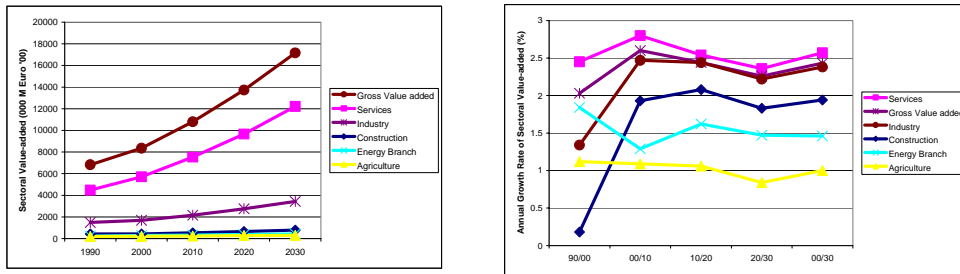 Sectoral Value-added (000 M Euro '00)
20000
18000
16000
14000
12000
10000
8000
6000
4000
2000
0
1990
2000
2010
2020
2030
Gross Value added
Services
Industry
Construction
Energy Branch
Agriculture
Annual Growth Rate of Sectoral Value-added (%)
3
2.5
2
1.5
1
0.5
0
90/00
00/10
10/20
20/30
00/30
Services
Gross Value added
Industry
Construction
Energy Branch
Agriculture